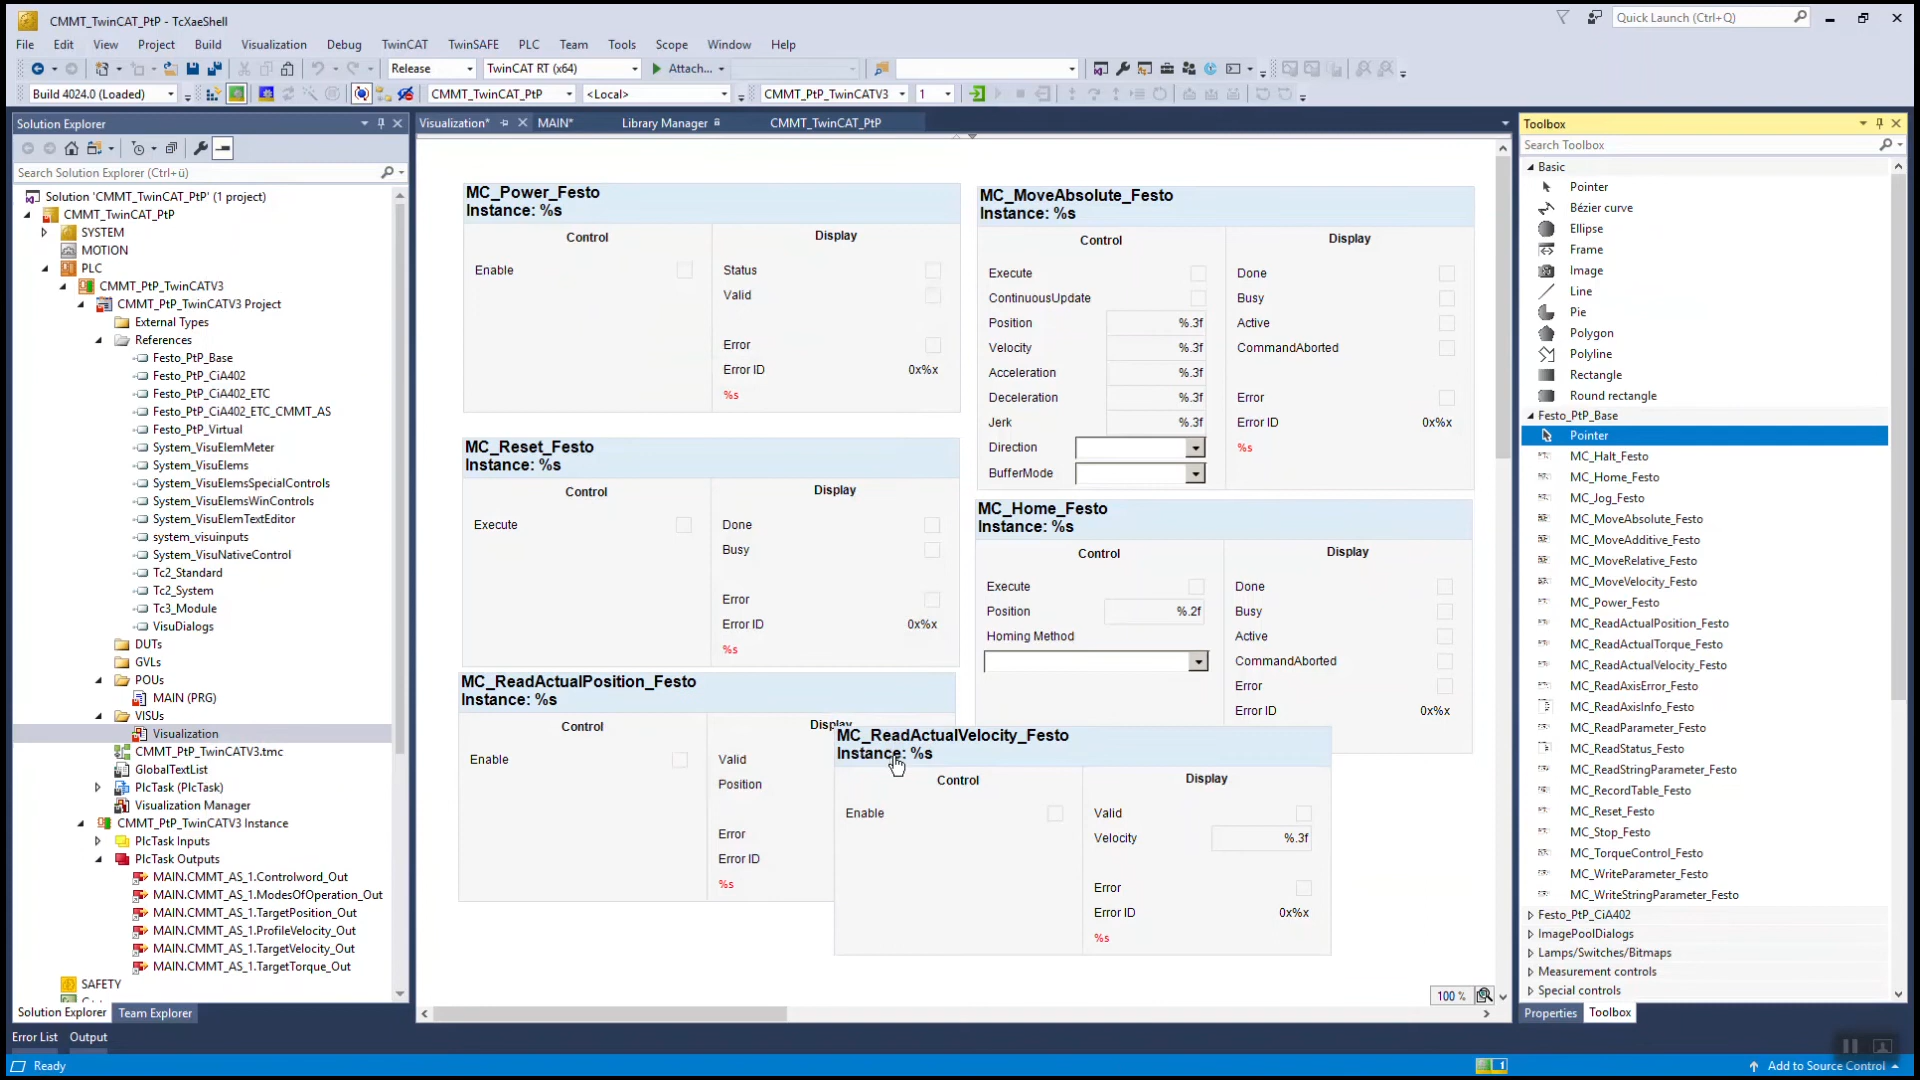 CMMT_TwinCAT_PtP - TcXaeShell
Quick Launch (Ctrl+Q)
File Edit View Project Build Visualization Debug TwinCAT TwinSAFE PLC Team Tools Scope Window Help
Release TwinCAT RT (x64) Attach...
Build 4024.0 (Loaded) CMMT_TwinCAT_PtP <Local> CMMT_PtP_TwinCATV3 1
Solution Explorer
Search Solution Explorer (Ctrl+ü)
Solution 'CMMT_TwinCAT_PtP' (1 project)
CMMT_TwinCAT_PtP
SYSTEM
MOTION
PLC
CMMT_PtP_TwinCATV3
CMMT_PtP_TwinCATV3 Project
External Types
References
Festo_PtP_Base
Festo_PtP_CiA402
Festo_PtP_CiA402_ETC
Festo_PtP_CiA402_ETC_CMMT_AS
Festo_PtP_Virtual
System_VisuElemMeter
System_VisuElems
System_VisuElemsSpecialControls
System_VisuElemsWinControls
System_VisuElemTextEditor
system_visuinputs
System_VisuNativeControl
Tc2_Standard
Tc2_System
Tc3_Module
VisuDialogs
DUTs
GVLs
POUs
MAIN (PRG)
VISUs
Visualization
CMMT_PtP_TwinCATV3.tmc
GlobalTextList
PlcTask (PlcTask)
Visualization Manager
CMMT_PtP_TwinCATV3 Instance
PlcTask Inputs
PlcTask Outputs
MAIN.CMMT_AS_1.Controlword_Out
MAIN.CMMT_AS_1.ModesOfOperation_Out
MAIN.CMMT_AS_1.TargetPosition_Out
MAIN.CMMT_AS_1.ProfileVelocity_Out
MAIN.CMMT_AS_1.TargetVelocity_Out
MAIN.CMMT_AS_1.TargetTorque_Out
SAFETY
Solution Explorer Team Explorer
Visualization* MAIN* Library Manager CMMT_TwinCAT_PtP
MC_Power_Festo
Instance: %s
Control Display
Enable Status
Valid
Error
Error ID 0x%x
%s
MC_Reset_Festo
Instance: %s
Control Display
Execute Done
Busy
Error
Error ID 0x%x
%s
MC_ReadActualPosition_Festo
Instance: %s
Control Display
Enable Valid
Position
Error
Error ID
%s
MC_MoveAbsolute_Festo
Instance: %s
Control Display
Execute Done
ContinuousUpdate Busy
Position %.3f Active
Velocity %.3f CommandAborted
Acceleration %.3f
Deceleration %.3f Error
Jerk %.3f Error ID 0x%x
Direction %s
BufferMode
MC_Home_Festo
Instance: %s
Control Display
Execute Done
Position %.2f Busy
Homing Method Active
CommandAborted
Error
Error ID 0x%x
MC_ReadActualVelocity_Festo
Instance: %s
Control Display
Enable Valid
Velocity %.3f
Error
Error ID 0x%x
%s
100 %
Toolbox
Search Toolbox
Basic
Pointer
Bézier curve
Ellipse
Frame
Image
Line
Pie
Polygon
Polyline
Rectangle
Round rectangle
Festo_PtP_Base
Pointer
MC_Halt_Festo
MC_Home_Festo
MC_Jog_Festo
MC_MoveAbsolute_Festo
MC_MoveAdditive_Festo
MC_MoveRelative_Festo
MC_MoveVelocity_Festo
MC_Power_Festo
MC_ReadActualPosition_Festo
MC_ReadActualTorque_Festo
MC_ReadActualVelocity_Festo
MC_ReadAxisError_Festo
MC_ReadAxisInfo_Festo
MC_ReadParameter_Festo
MC_ReadStatus_Festo
MC_ReadStringParameter_Festo
MC_RecordTable_Festo
MC_Reset_Festo
MC_Stop_Festo
MC_TorqueControl_Festo
MC_WriteParameter_Festo
MC_WriteStringParameter_Festo
Festo_PtP_CiA402
ImagePoolDialogs
Lamps/Switches/Bitmaps
Measurement controls
Special controls
Properties Toolbox
Error List Output
Ready 1 Add to Source Control